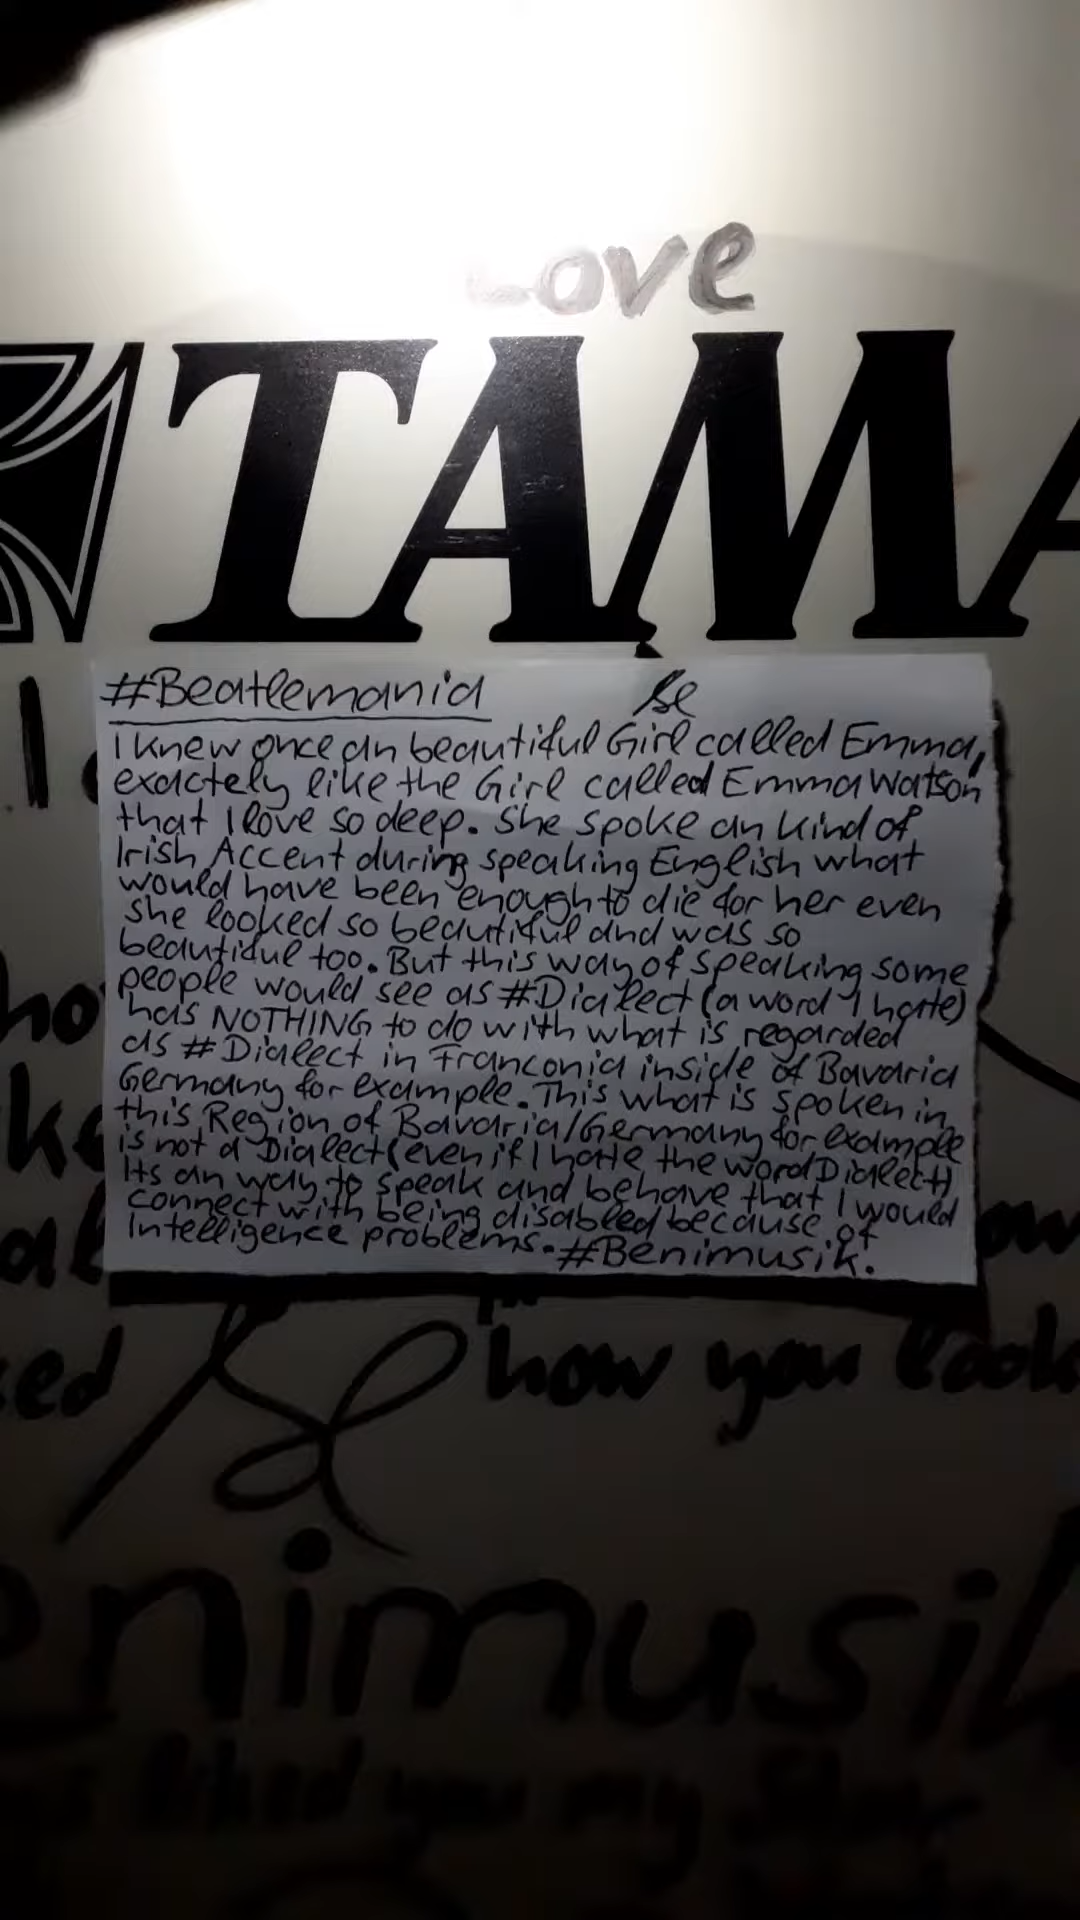 Love
TAMA
#Beatlemania
I knew once an beautiful Girl called Emma,
exactely like the Girl called Emma Watson
that I love so deep. She spoke an kind of
Irish Accent during speaking English what
would have been enough to die for her even
she looked so beautiful and was so
beautiful too. But this way of speaking some
people would see as #Dialect (a word I hate)
has NOTHING to do with what is regarded
as #Dialect in Franconia inside of Bavaria
Germany for example. This what is spoken in
this Region of Bavaria/Germany for example
is not a Dialect (even if I hate the word Dialect)
Its an way to speak and behave that I would
connect with being disabled because of
Intelligence problems. #Benimusik.
how you look
enimusik